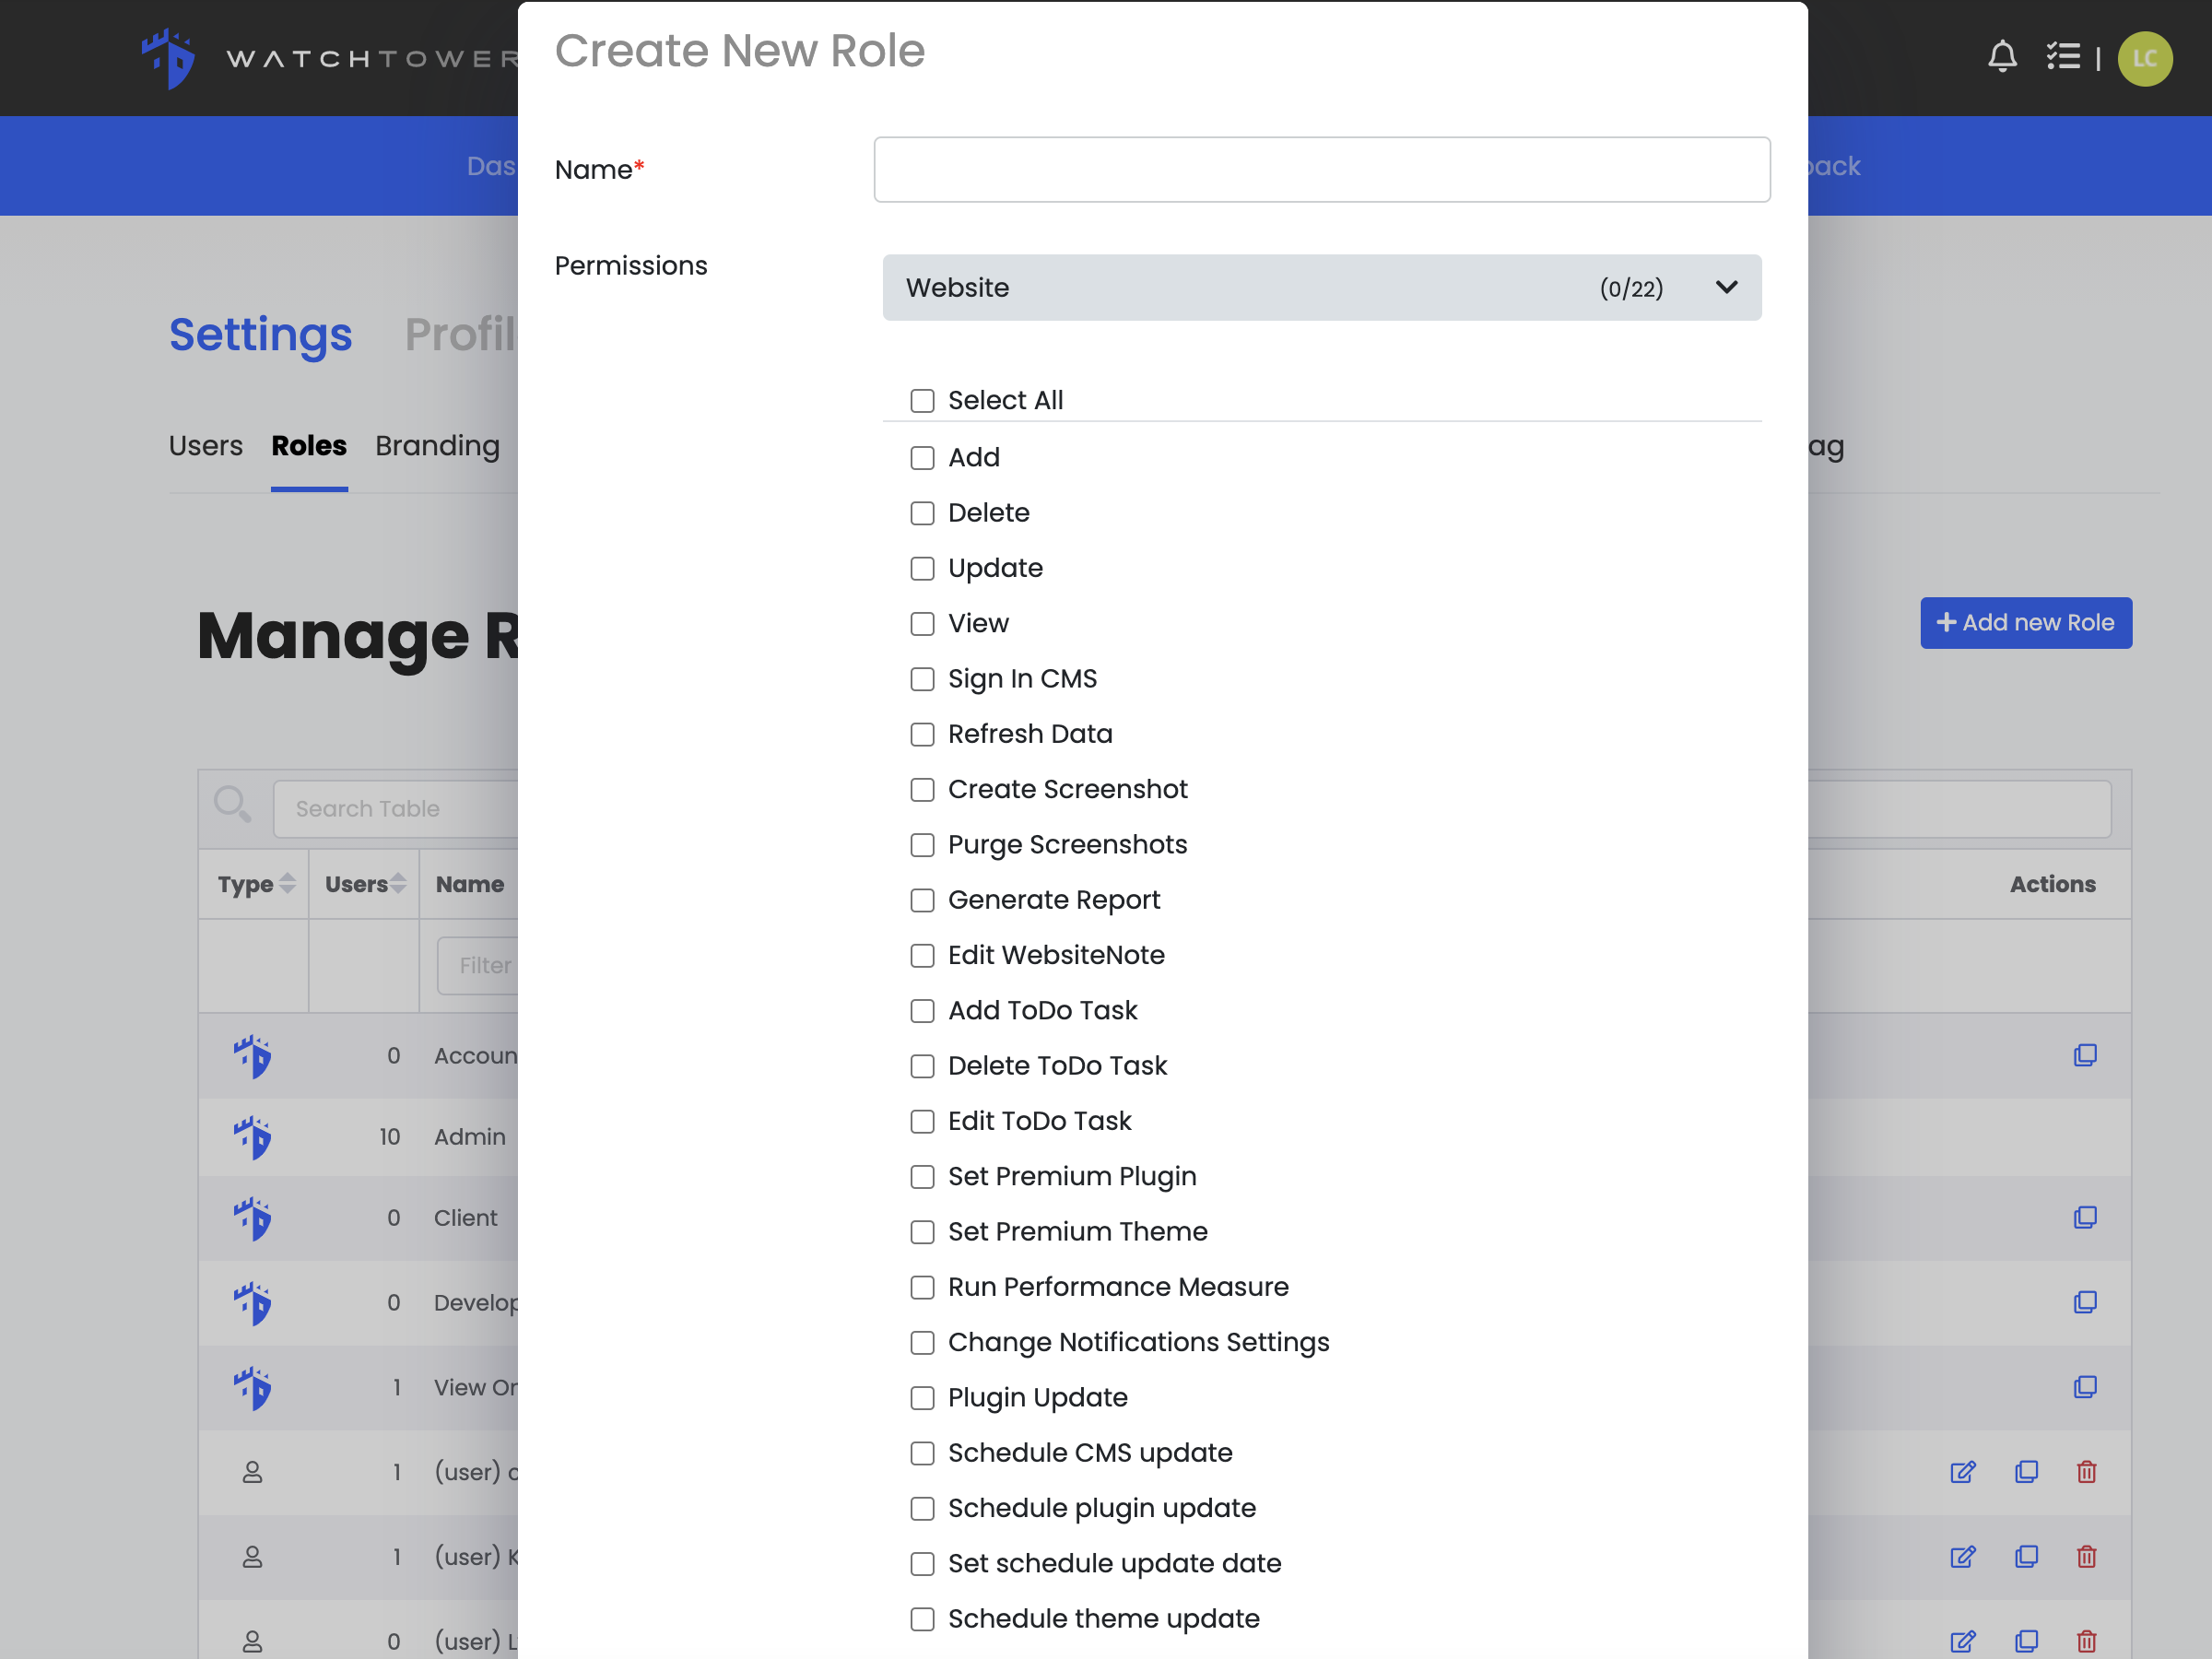 WATCHTOWER
Create New Role
LC
Das
back
Name*
Permissions
Website (0/22)
Settings Profil
Select All
Users Roles Branding
ag
Add
Delete
Update
View
Manage R
+ Add new Role
Sign In CMS
Refresh Data
Create Screenshot
Search Table
Purge Screenshots
Type Users Name
Actions
Generate Report
Edit WebsiteNote
Filter
Add ToDo Task
0 Accoun
Delete ToDo Task
10 Admin
Edit ToDo Task
Set Premium Plugin
0 Client
Set Premium Theme
0 Develop
Run Performance Measure
Change Notifications Settings
1 View On
Plugin Update
Schedule CMS update
1 (user) c
Schedule plugin update
1 (user) K
Set schedule update date
Schedule theme update
0 (user) L